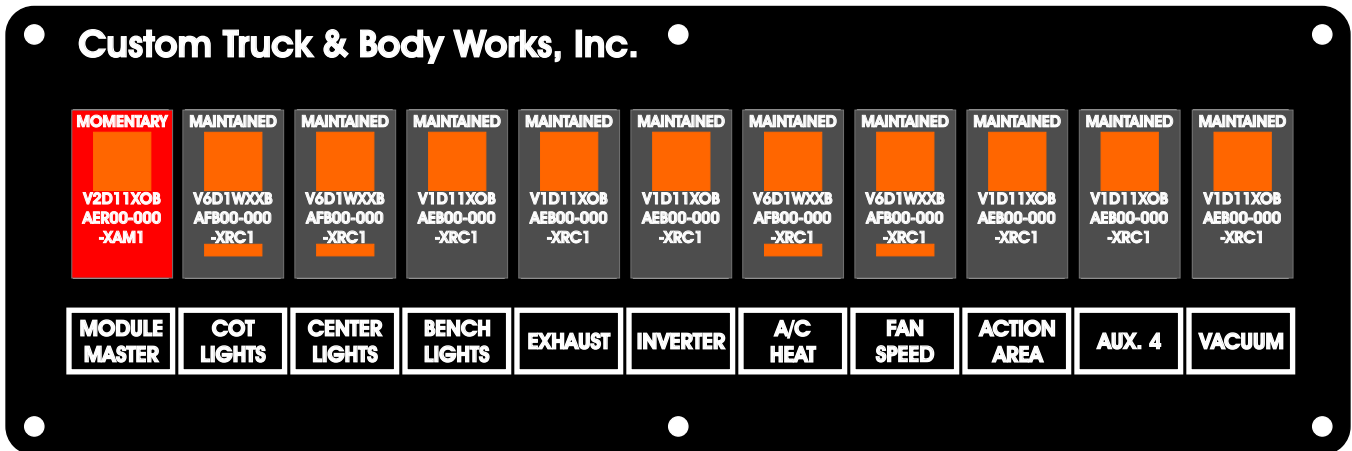 Custom Truck & Body Works, Inc.
MOMENTARY MAINTAINED MAINTAINED MAINTAINED MAINTAINED MAINTAINED MAINTAINED MAINTAINED MAINTAINED MAINTAINED MAINTAINED
V2D11XOB V6D1WXXB V6D1WXXB V1D11XOB V1D11XOB V1D11XOB V6D1WXXB V6D1WXXB V1D11XOB V1D11XOB V1D11XOB
AER00-000 AFB00-000 AFB00-000 AEB00-000 AEB00-000 AEB00-000 AFB00-000 AFB00-000 AEB00-000 AEB00-000 AEB00-000
-XAM1 -XRC1 -XRC1 -XRC1 -XRC1 -XRC1 -XRC1 -XRC1 -XRC1 -XRC1 -XRC1
MODULE
MASTER
COT
LIGHTS
CENTER
LIGHTS
BENCH
LIGHTS
EXHAUST
INVERTER
A/C
HEAT
FAN
SPEED
ACTION
AREA
AUX. 4
VACUUM